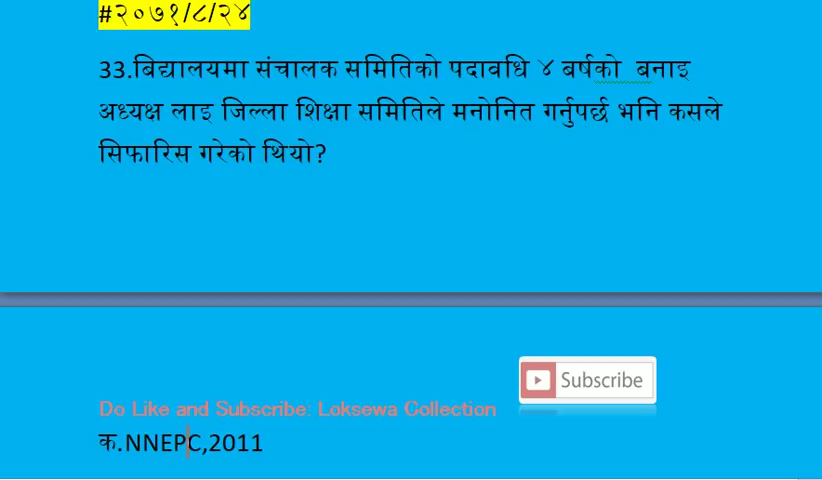 #२०७१/८/२४
33.बिद्यालयमा संचालक समितिको पदावधि ४ बर्षको बनाइ
अध्यक्ष लाइ जिल्ला शिक्षा समितिले मनोनित गर्नुपर्छ भनि कसले
सिफारिस गरेको थियो?
Subscribe
Do Like and Subscribe: Loksewa Collection
क.NNEPC,2011